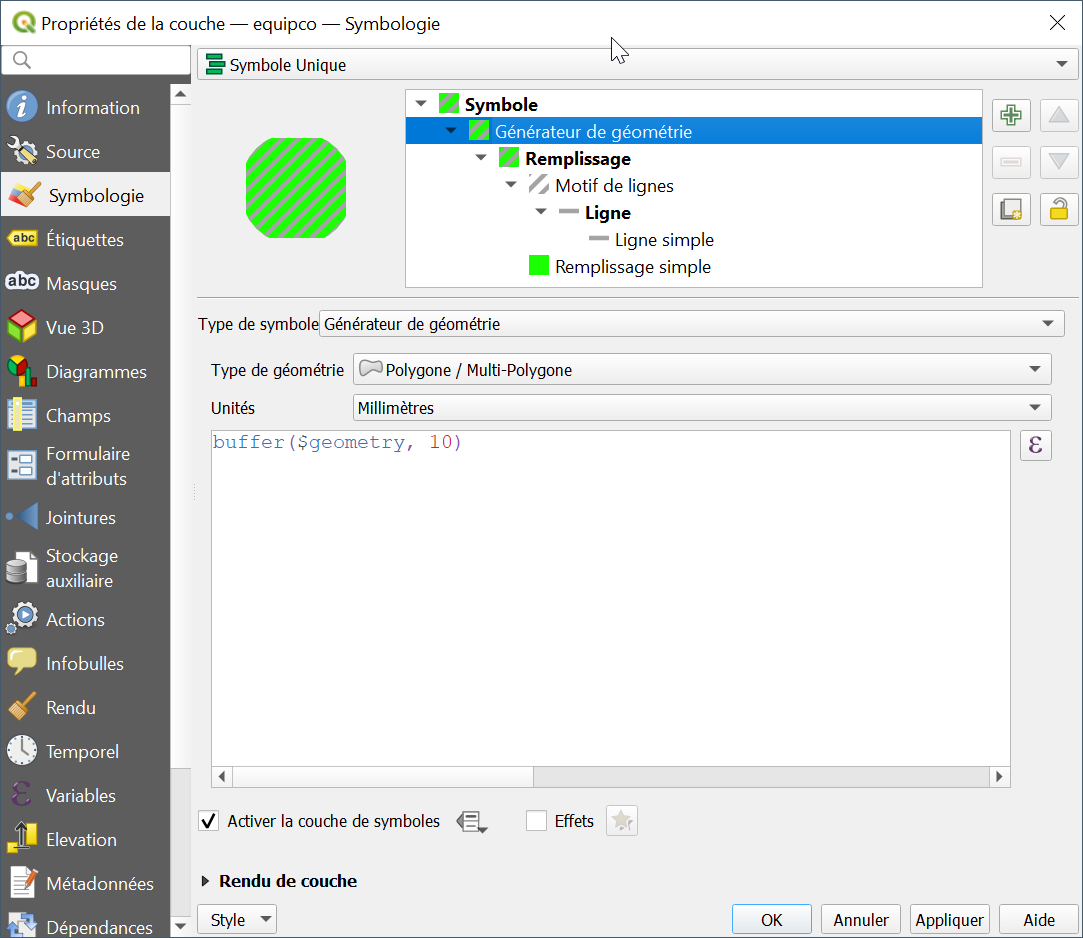 Propriétés de la couche — equipco — Symbologie
Symbole Unique
Information
Source
Symbologie
abc Étiquettes
abc Masques
Vue 3D
Diagrammes
Champs
Formulaire
d'attributs
Jointures
Stockage
auxiliaire
Actions
Infobulles
Rendu
Temporel
ε Variables
Elevation
Métadonnées
Dépendances
Symbole
Générateur de géométrie
Remplissage
Motif de lignes
Ligne
Ligne simple
Remplissage simple
Type de symbole Générateur de géométrie
Type de géométrie Polygone / Multi-Polygone
Unités Millimètres
buffer($geometry, 10)
ε
Activer la couche de symboles Effets
Rendu de couche
Style OK Annuler Appliquer Aide